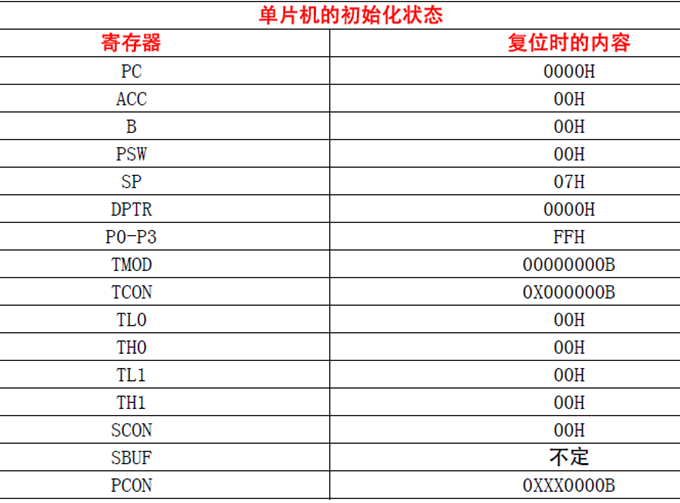 单片机的初始化状态
寄存器 复位时的内容
PC 0000H
ACC 00H
B 00H
PSW 00H
SP 07H
DPTR 0000H
P0-P3 FFH
TMOD 00000000B
TCON 0X000000B
TL0 00H
TH0 00H
TL1 00H
TH1 00H
SCON 00H
SBUF 不定
PCON 0XXX0000B